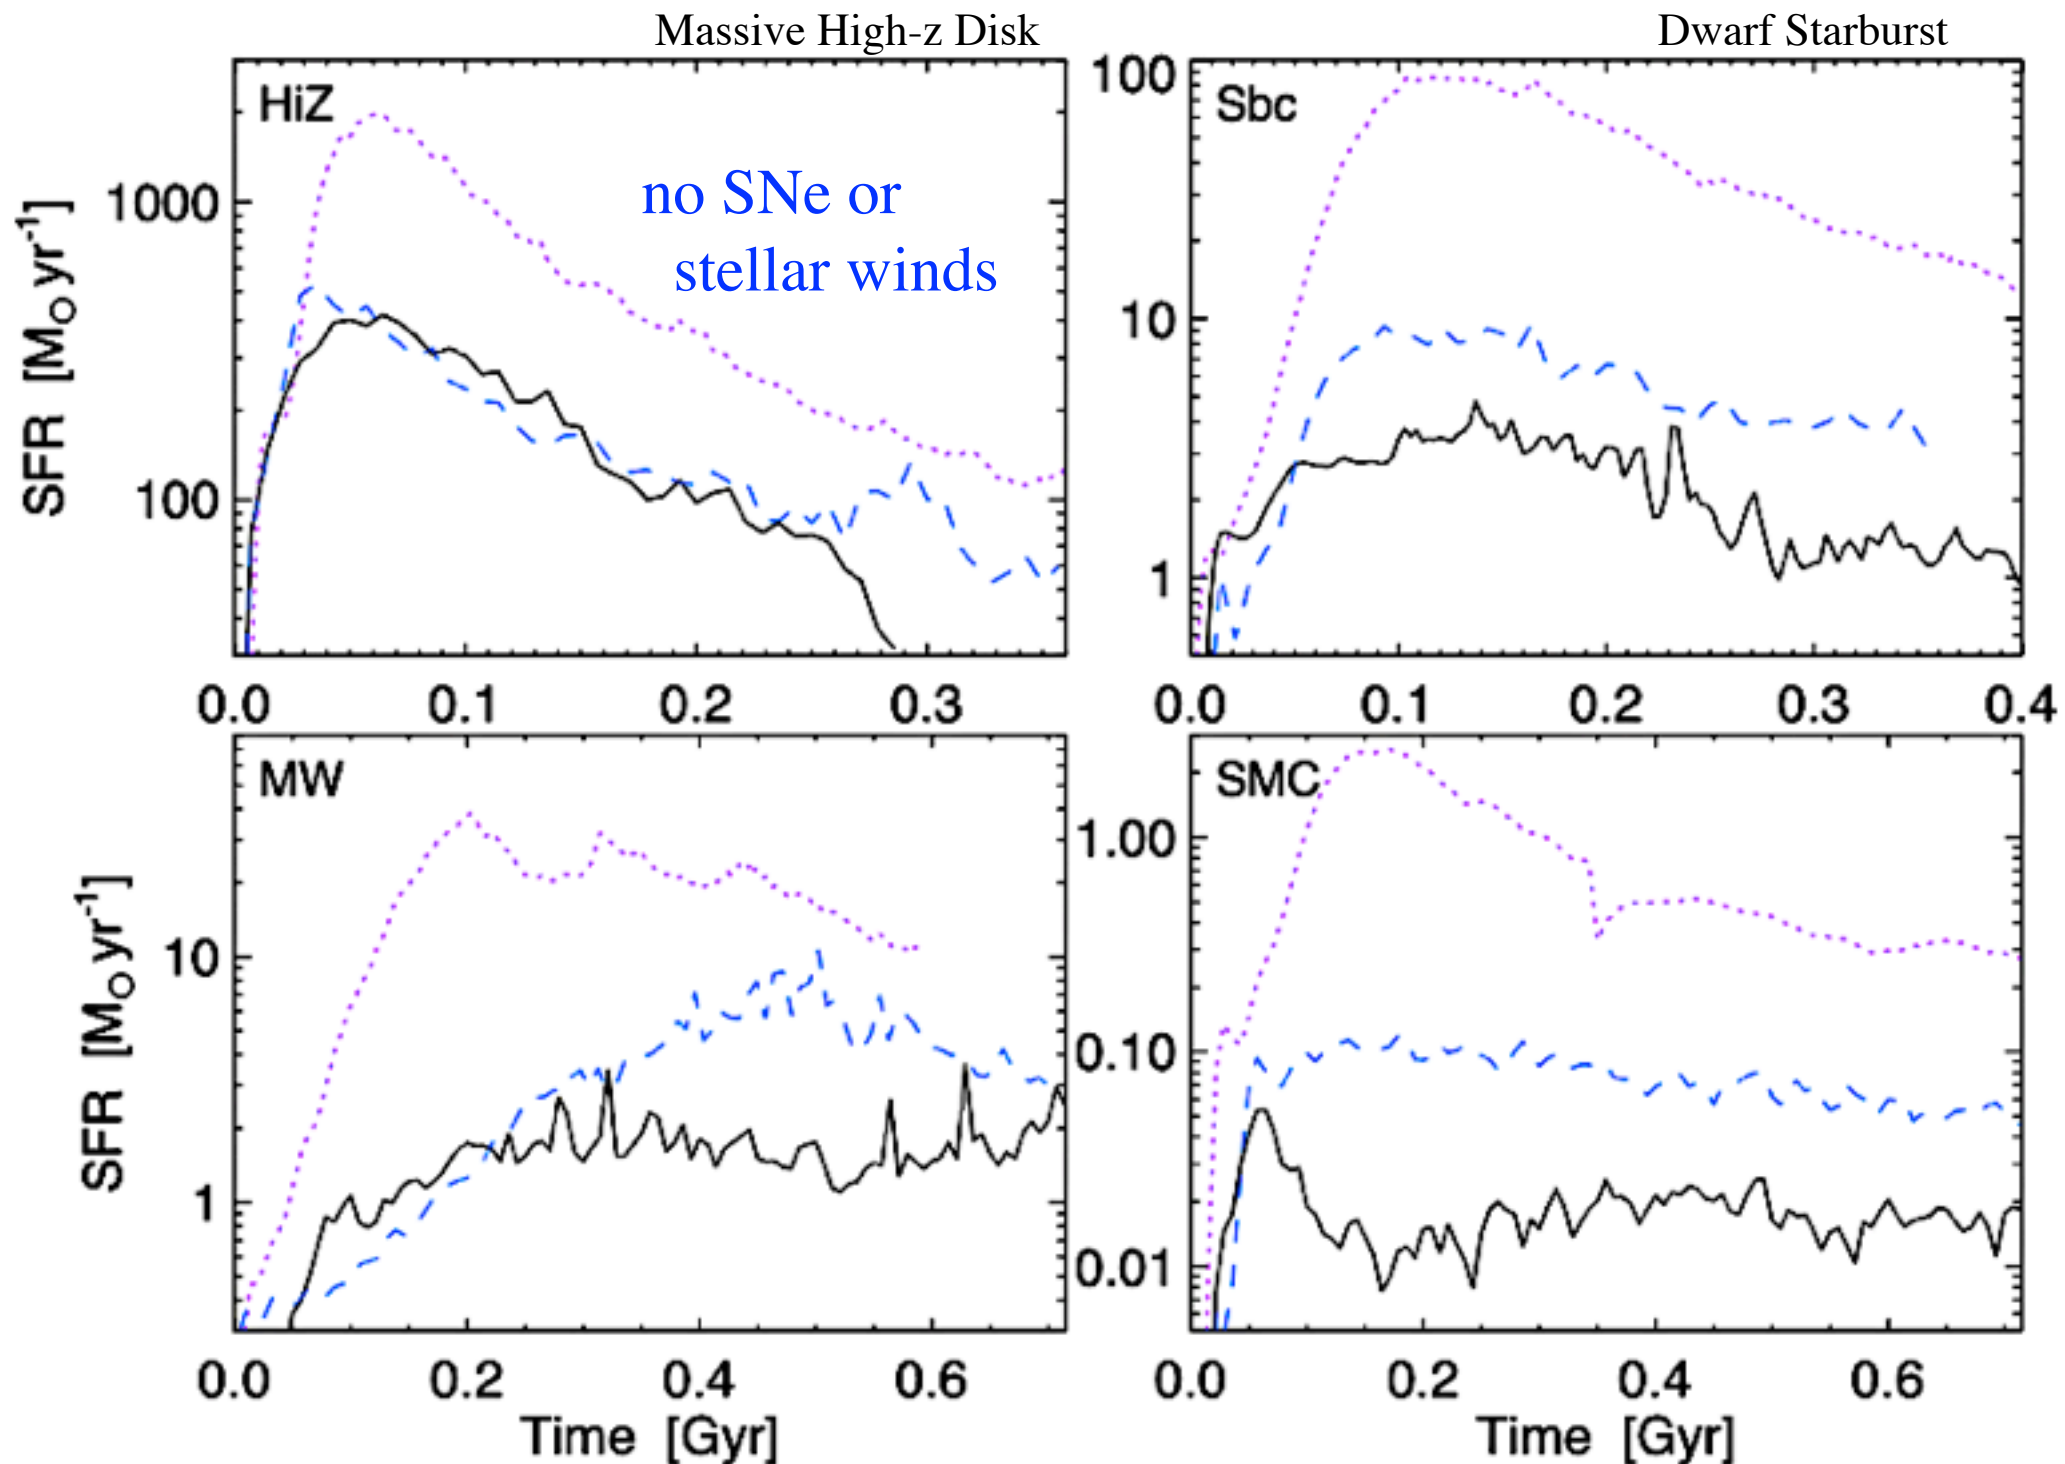 Massive High-z Disk
Dwarf Starburst
HiZ
no SNe or
stellar winds
SFR [M☉yr⁻¹]
1000
100
0.0 0.1 0.2 0.3
Sbc
100
10
1
0.0 0.1 0.2 0.3 0.4
MW
SFR [M☉yr⁻¹]
10
1
0.0 0.2 0.4 0.6
Time [Gyr]
SMC
1.00
0.10
0.01
0.0 0.2 0.4 0.6
Time [Gyr]